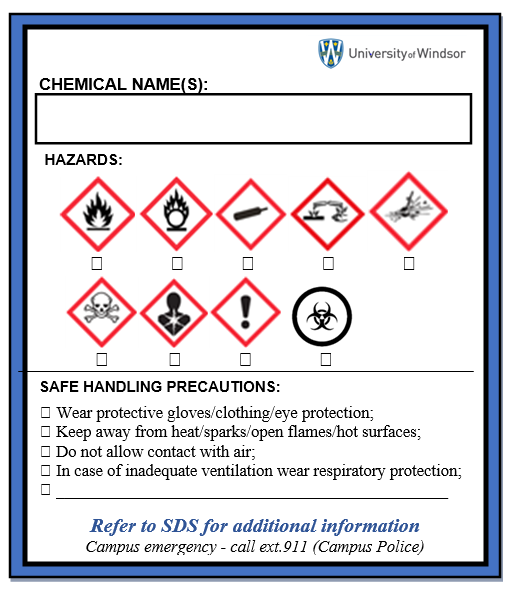 University of Windsor
CHEMICAL NAME(S):
HAZARDS:
SAFE HANDLING PRECAUTIONS:
☐ Wear protective gloves/clothing/eye protection;
☐ Keep away from heat/sparks/open flames/hot surfaces;
☐ Do not allow contact with air;
☐ In case of inadequate ventilation wear respiratory protection;
Refer to SDS for additional information
Campus emergency - call ext.911 (Campus Police)